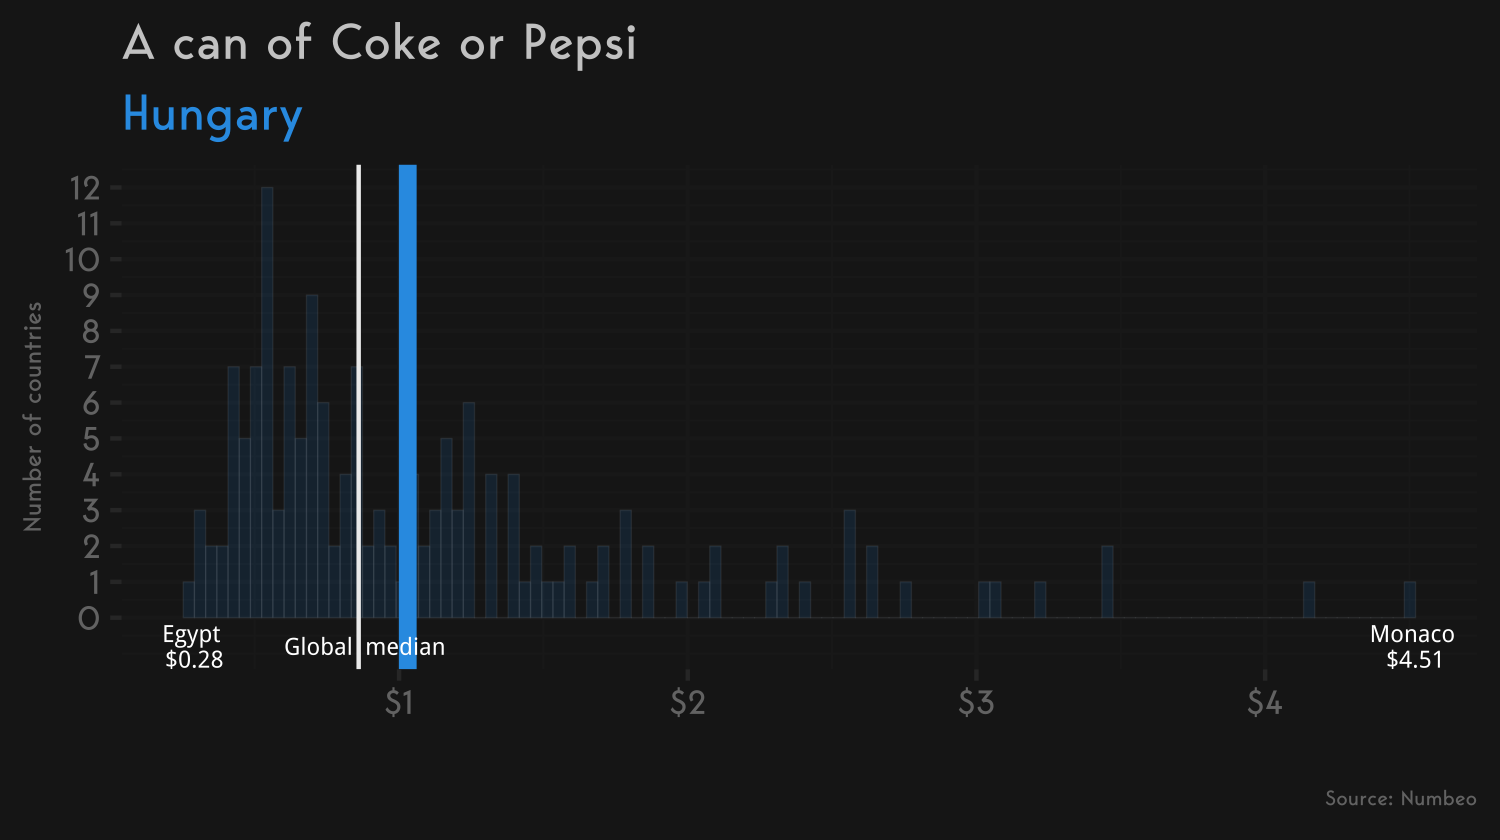 A can of Coke or Pepsi
Hungary
Number of countries
12
11
10
9
8
7
6
5
4
3
2
1
0
Egypt
$0.28
Global median
Monaco
$4.51
$1
$2
$3
$4
Source: Numbeo